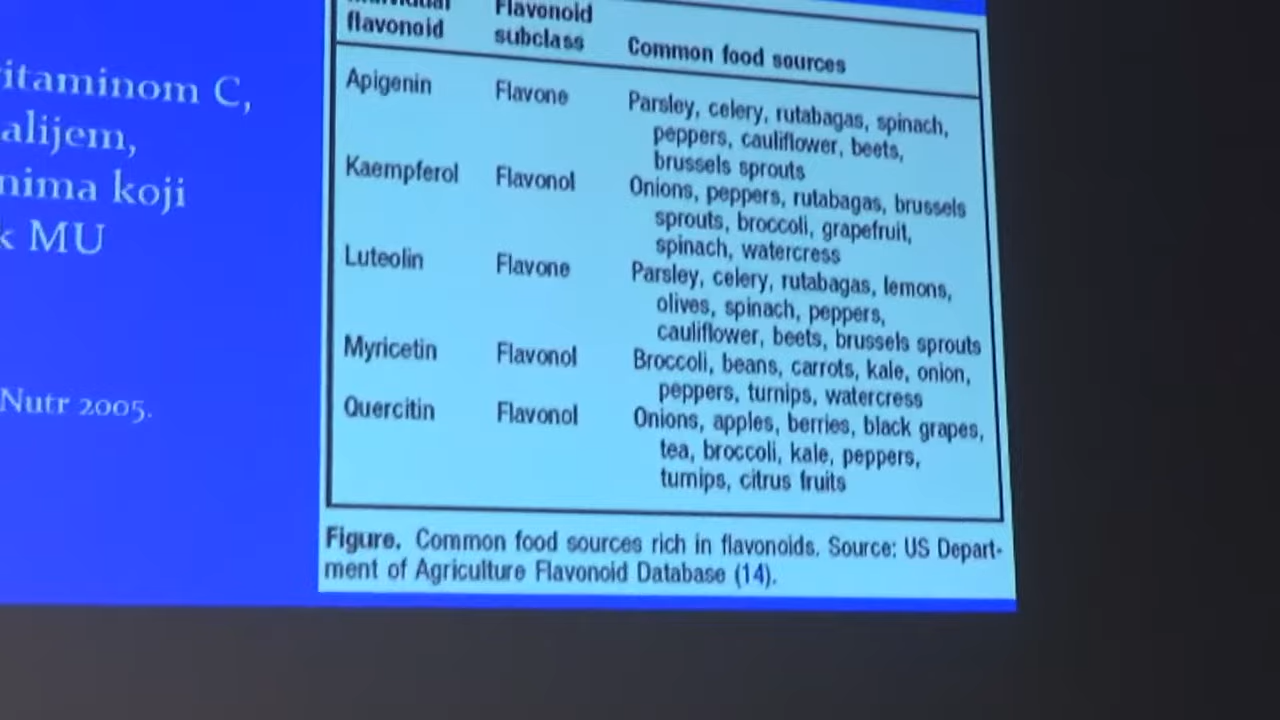 itaminom C,
alijem,
nima koji
k MU
Nutr 2005.
flavonoid
Flavonoid
subclass
Common food sources
Apigenin
Flavone
Parsley, celery, rutabagas, spinach,
peppers, cauliflower, beets,
brussels sprouts
Kaempferol
Flavonol
Onions, peppers, rutabagas, brussels
sprouts, broccoli, grapefruit,
spinach, watercress
Luteolin
Flavone
Parsley, celery, rutabagas, lemons,
olives, spinach, peppers,
cauliflower, beets, brussels sprouts
Myricetin
Flavonol
Broccoli, beans, carrots, kale, onion,
peppers, turnips, watercress
Quercitin
Flavonol
Onions, apples, berries, black grapes,
tea, broccoli, kale, peppers,
turnips, citrus fruits
Figure. Common food sources rich in flavonoids. Source: US Depart-
ment of Agriculture Flavonoid Database (14).